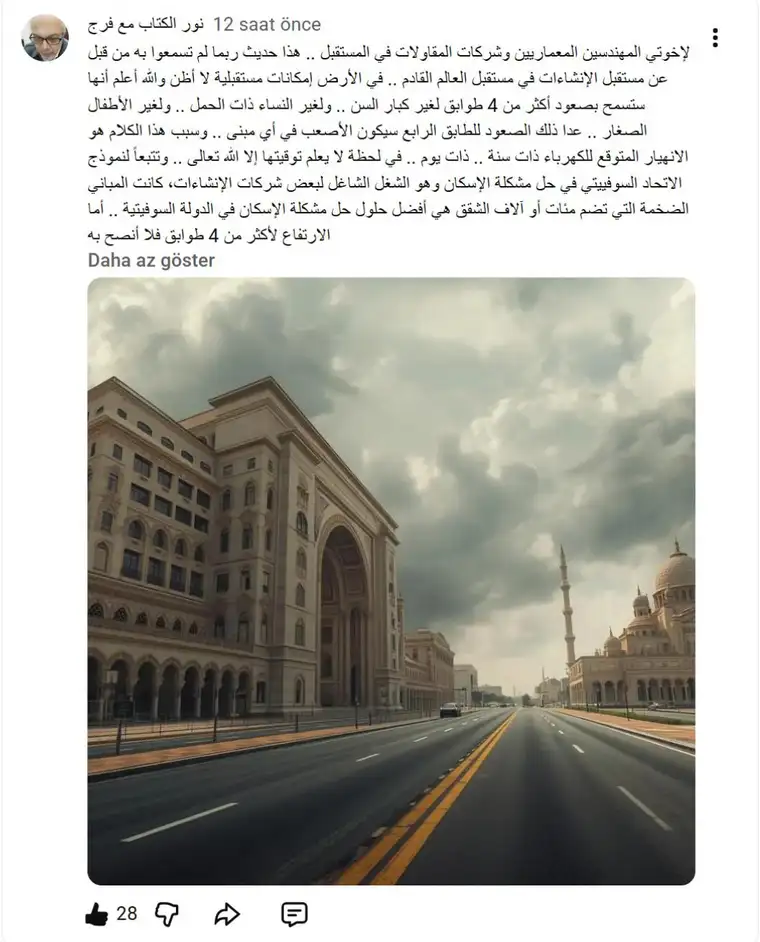 نور الكتاب مع فرج 12 saat önce
لإخوتي المهندسين المعماريين وشركات المقاولات في المستقبل .. هذا حديث ربما لم تسمعوا به من قبل
عن مستقبل الإنشاءات في مستقبل العالم القادم .. في الأرض إمكانات مستقبلية لا أظن والله أعلم أنها
ستسمح بصعود أكثر من 4 طوابق لغير كبار السن .. ولغير النساء ذات الحمل .. ولغير الأطفال
الصغار .. عدا ذلك الصعود للطابق الرابع سيكون الأصعب في أي مبنى .. وسبب هذا الكلام هو
الانهيار المتوقع للكهرباء ذات سنة .. ذات يوم .. في لحظة لا يعلم توقيتها إلا الله تعالى .. وتتبعاً لنموذج
الاتحاد السوفييتي في حل مشكلة الإسكان وهو الشغل الشاغل لبعض شركات الإنشاءات، كانت المباني
الضخمة التي تضم مئات أو آلاف الشقق هي أفضل حلول حل مشكلة الإسكان في الدولة السوفيتية .. أما
الارتفاع لأكثر من 4 طوابق فلا أنصح به
Daha az göster
28